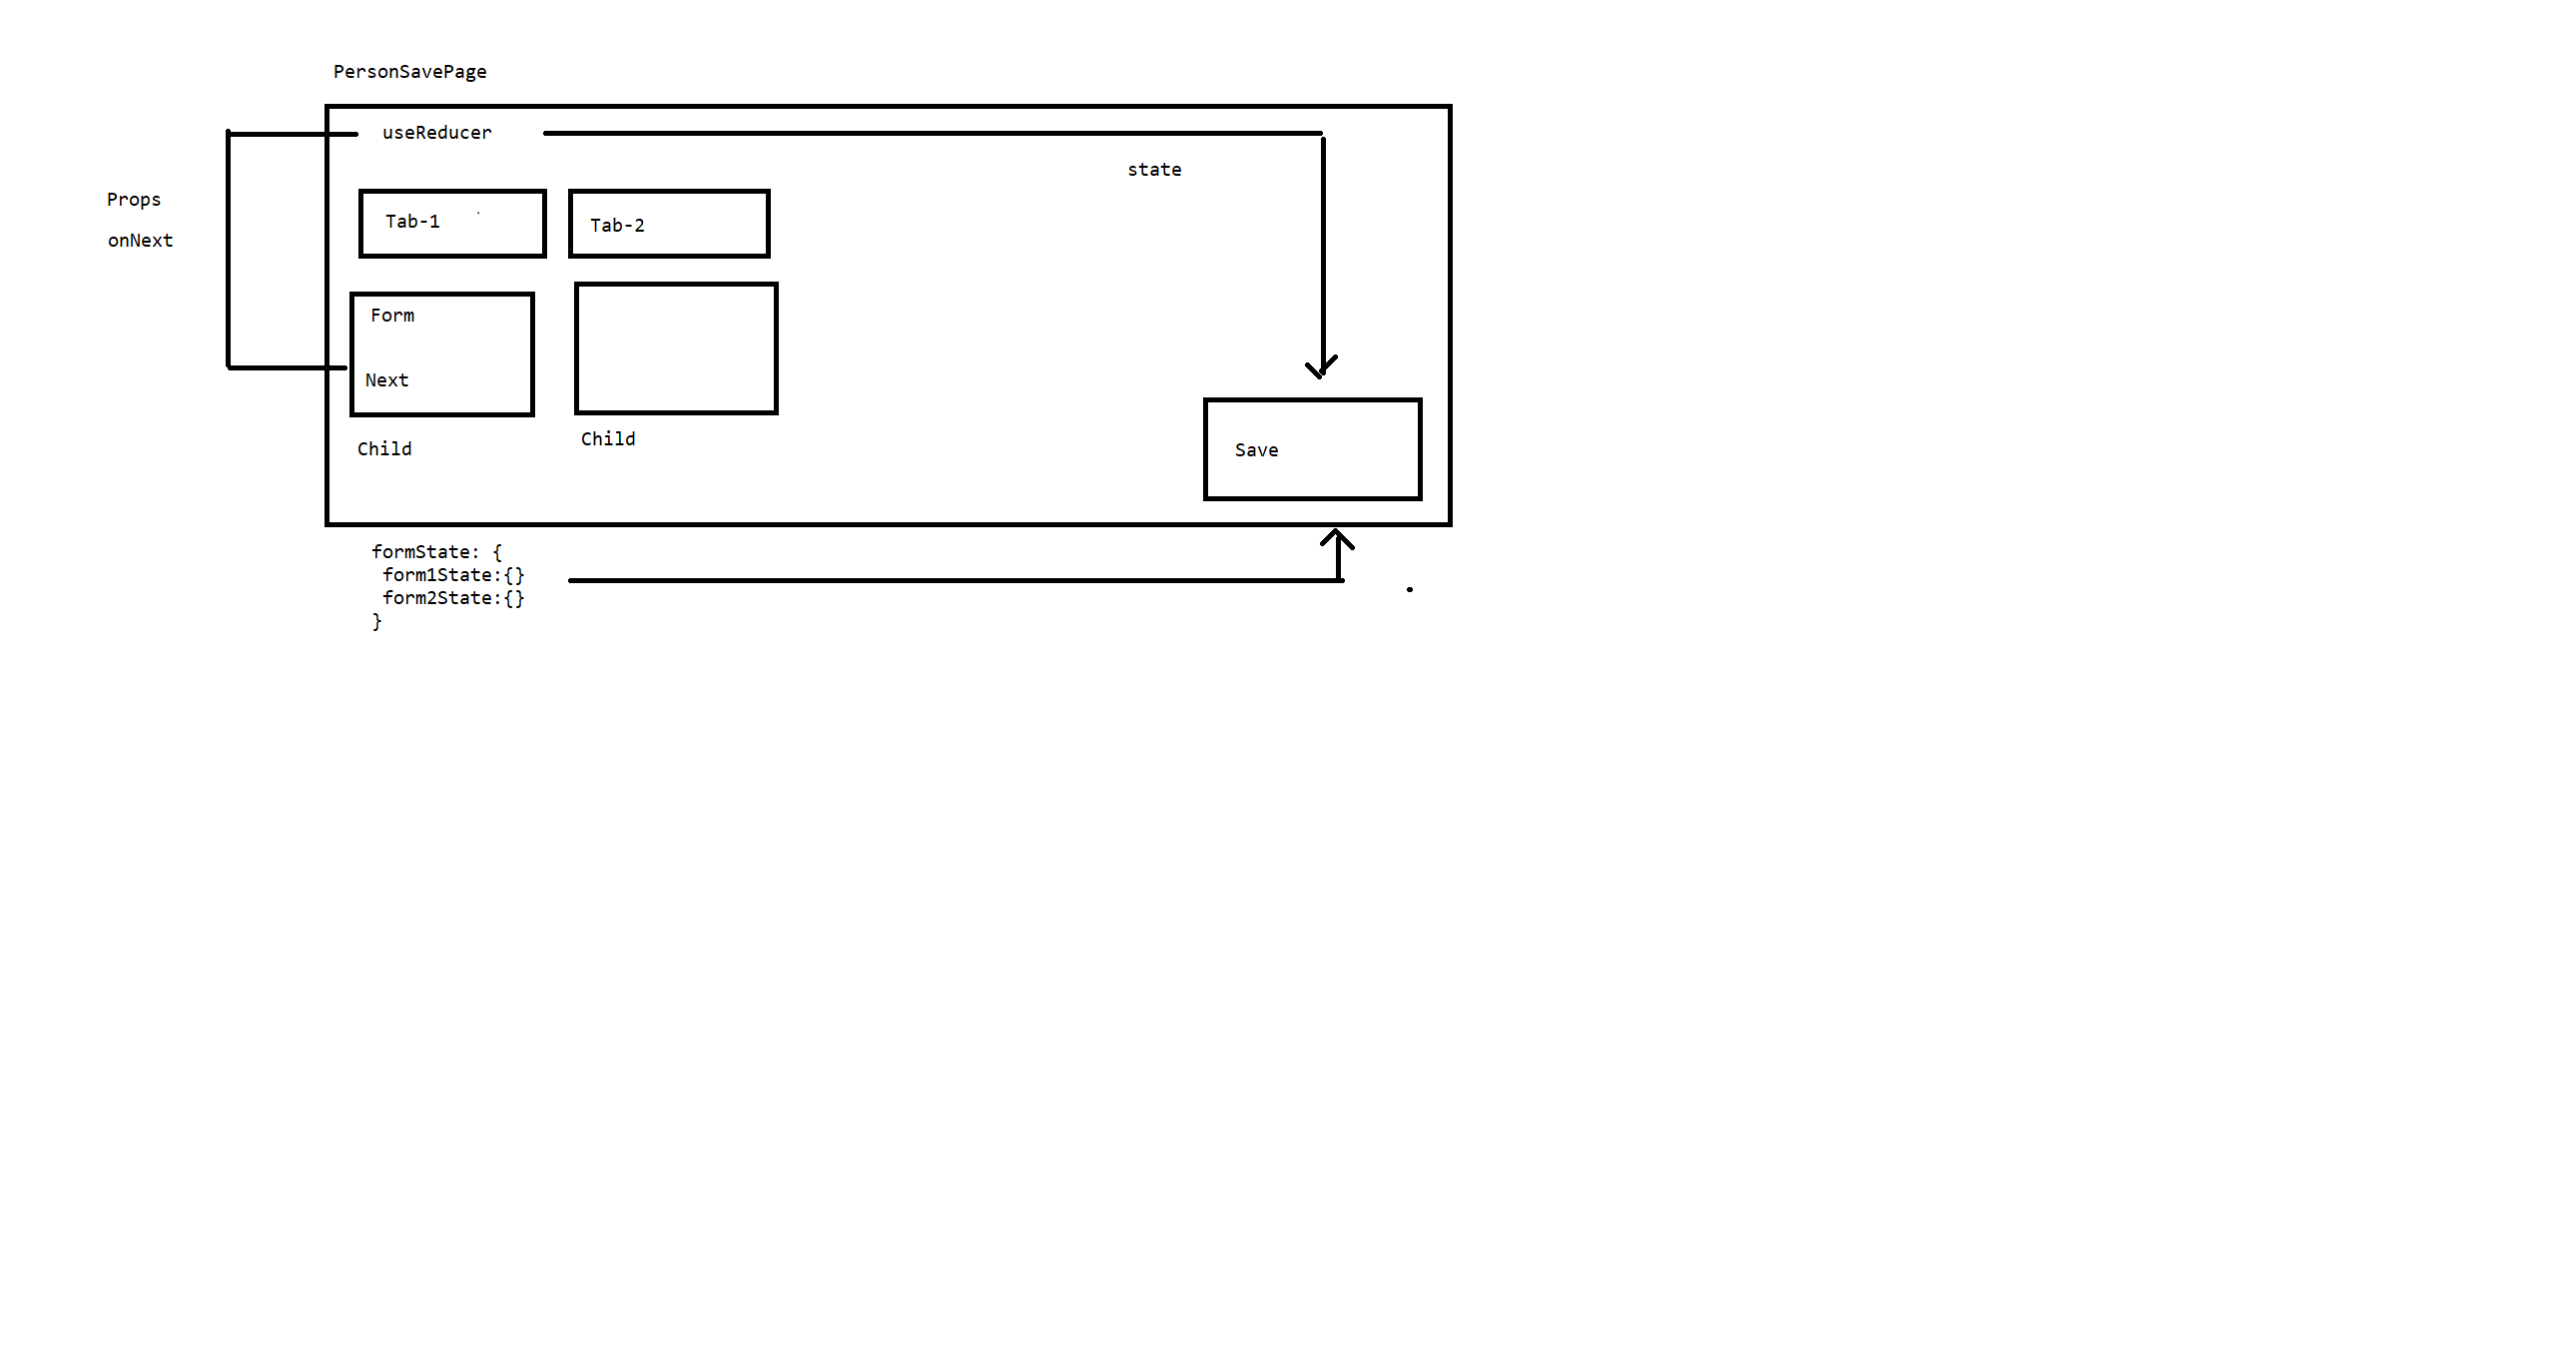 PersonSavePage
useReducer
state
Props
onNext
Tab-1
Tab-2
Form
Next
Child
Child
Save
formState: {
form1State:{}
form2State:{}
}